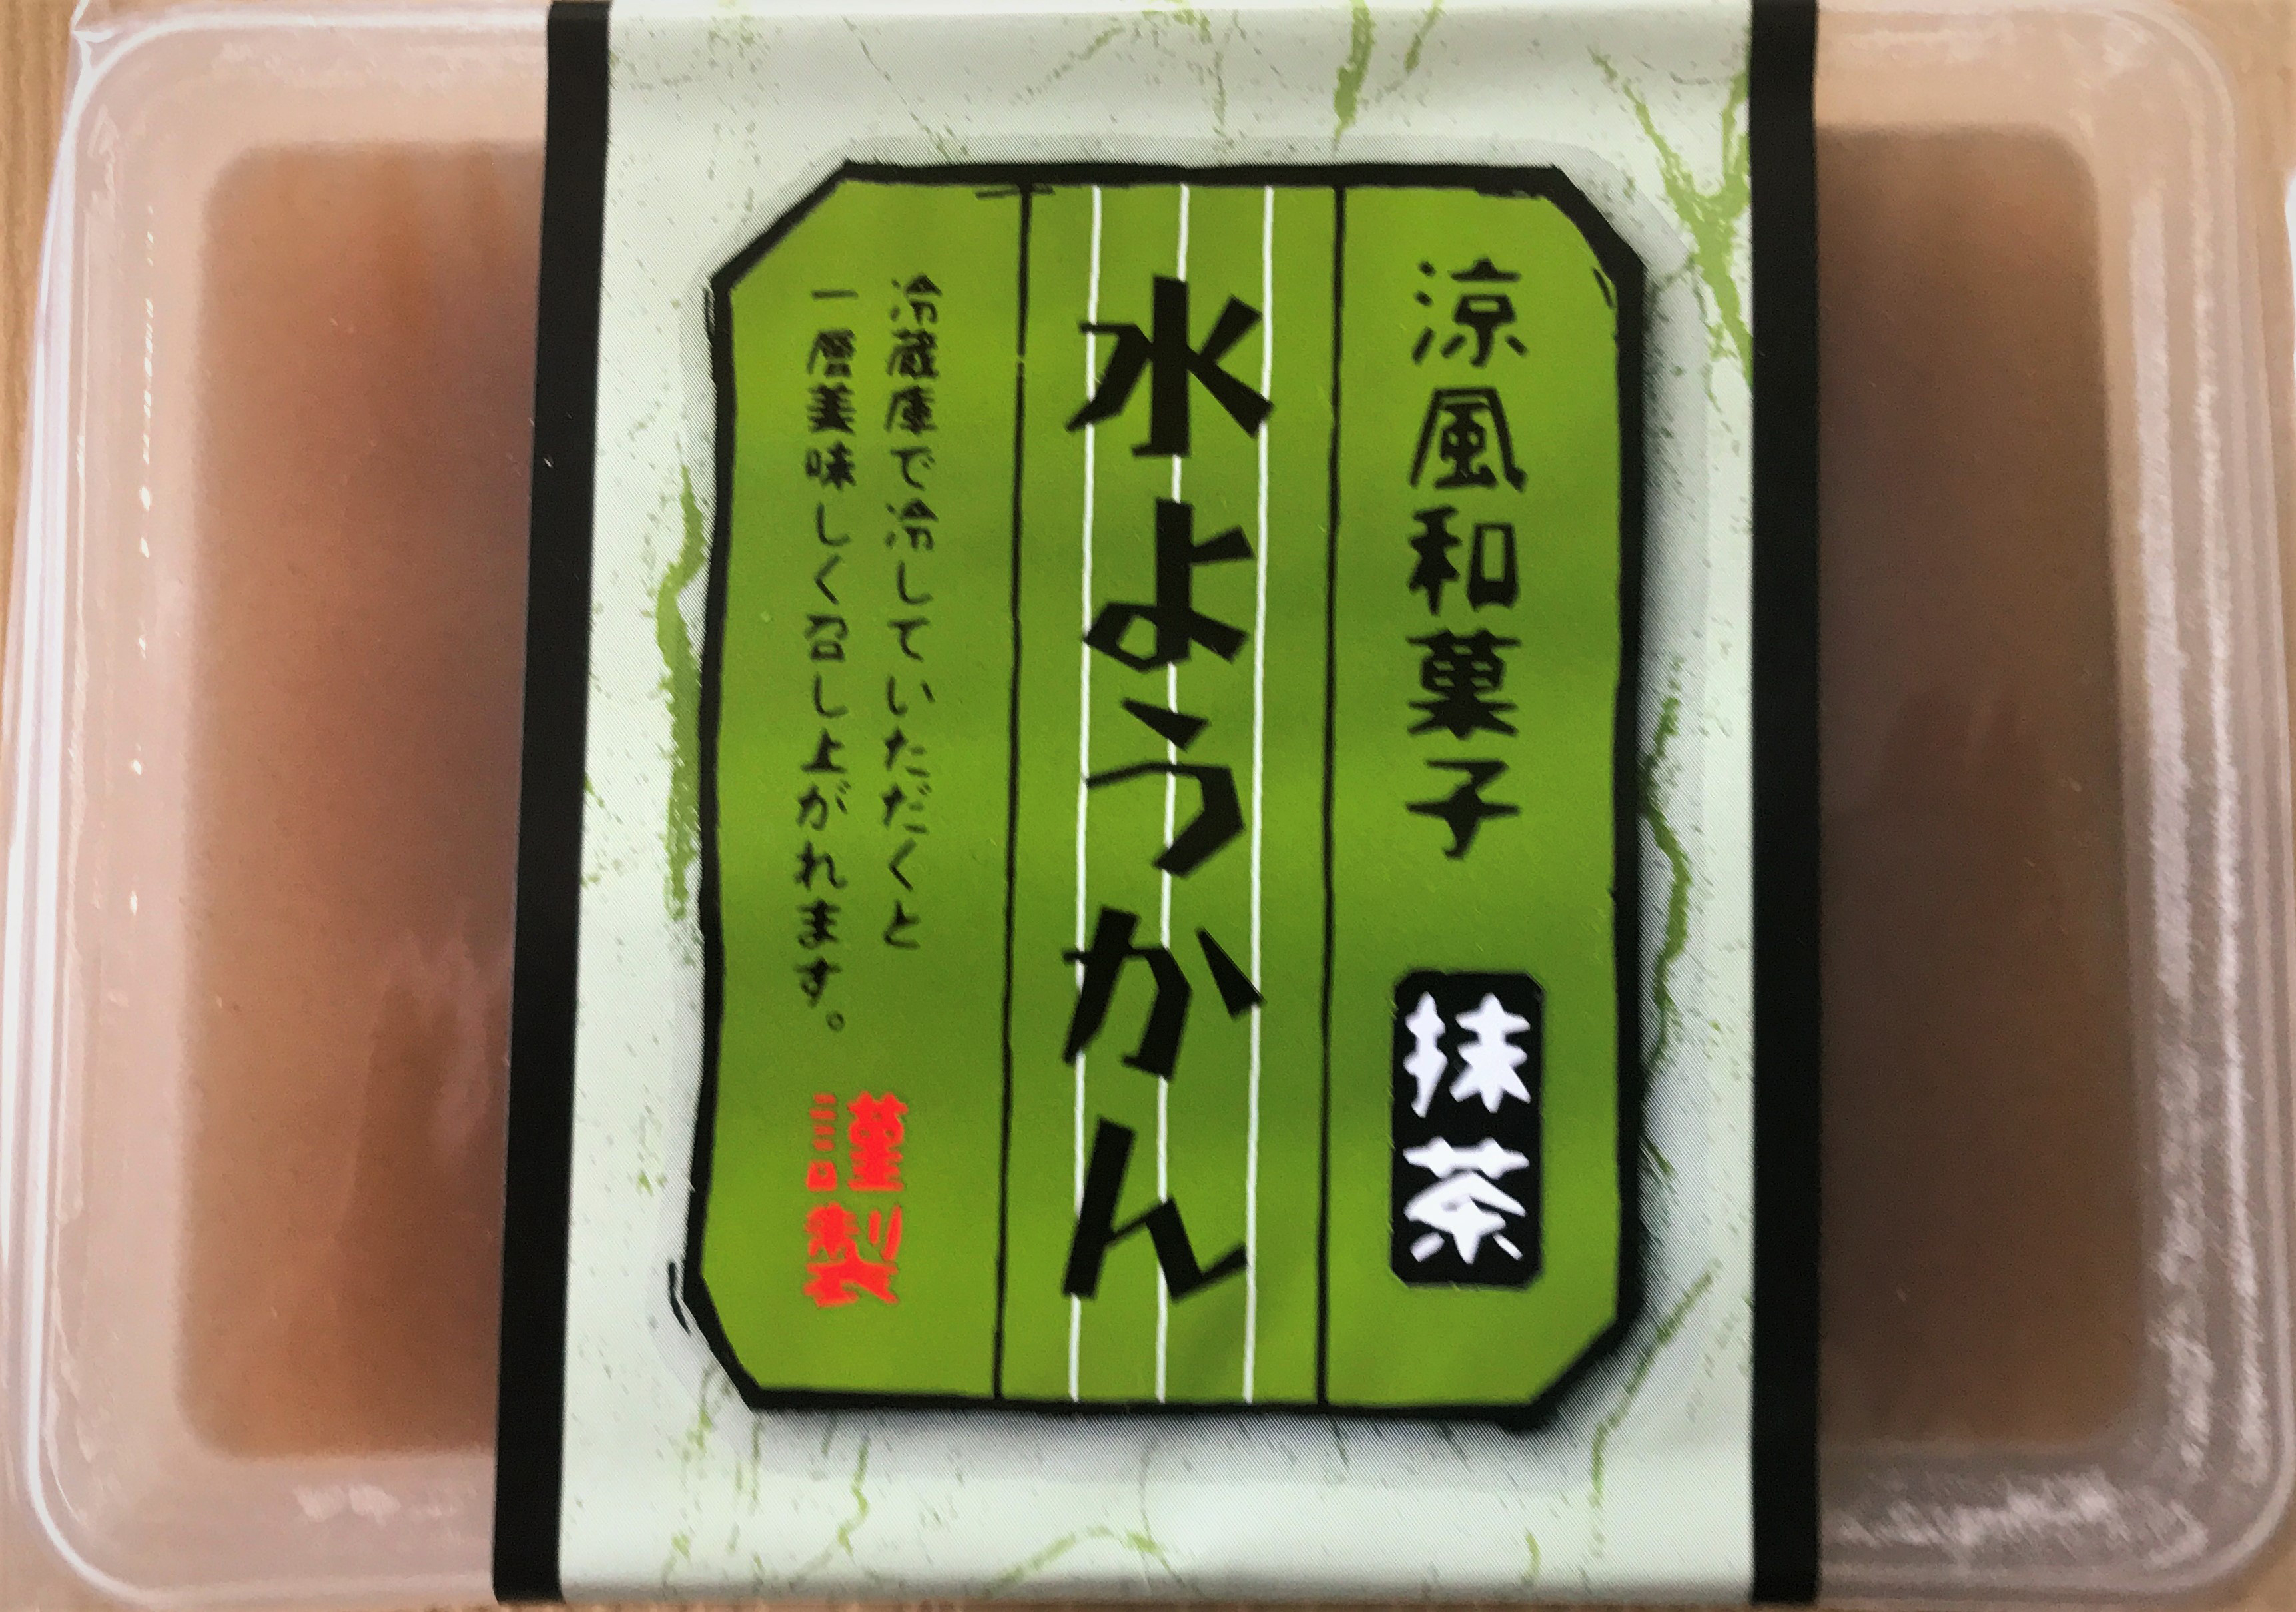 涼風和菓子
抹茶
水ようかん
冷蔵庫で冷していただくと
一層美味しく召し上がれます。
謹製